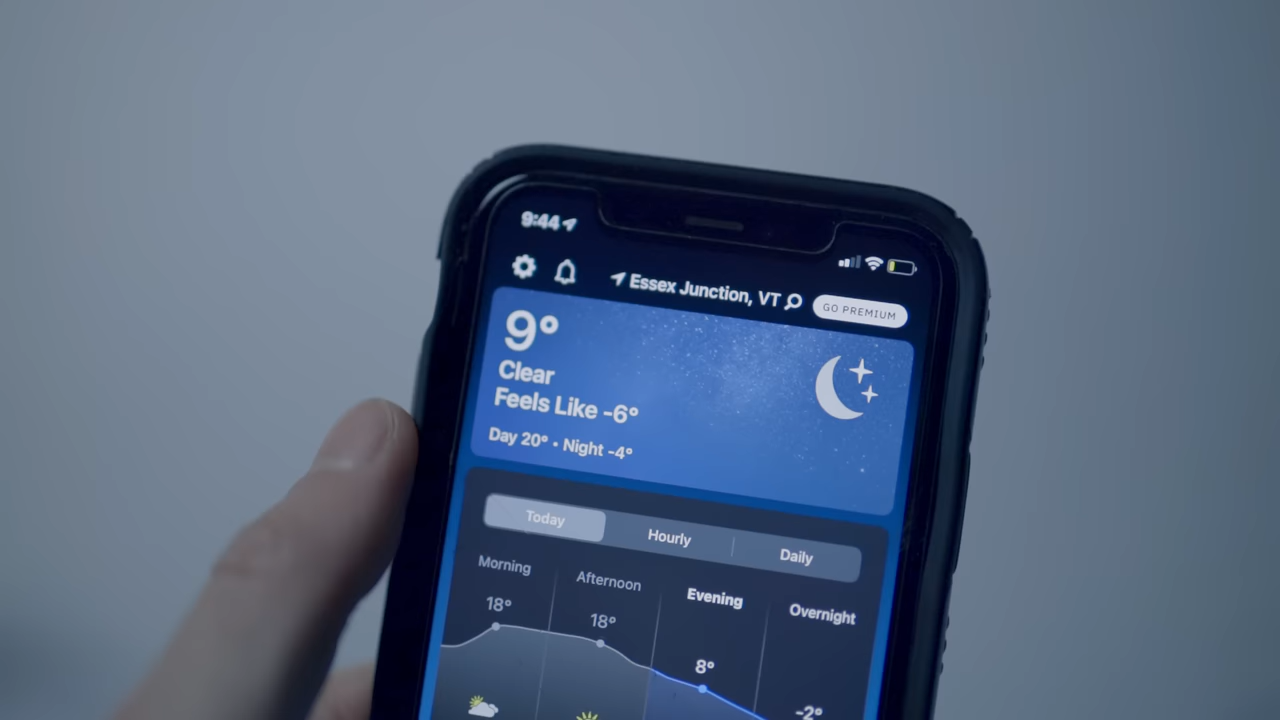 9:44
Essex Junction, VT
GO PREMIUM
9°
Clear
Feels Like -6°
Day 20° • Night -4°
Today Hourly Daily
Morning Afternoon Evening Overnight
18° 18° 8° -2°